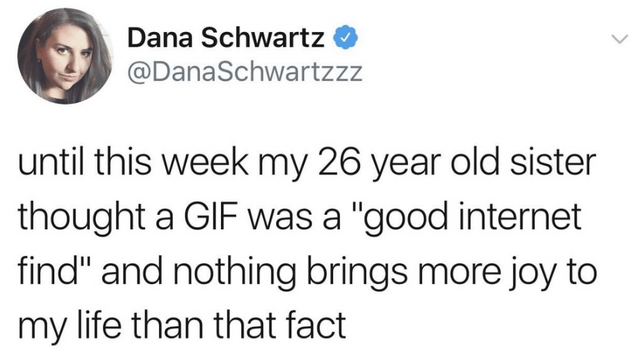 Dana Schwartz
@DanaSchwartzzz
until this week my 26 year old sister
thought a GIF was a "good internet
find" and nothing brings more joy to
my life than that fact